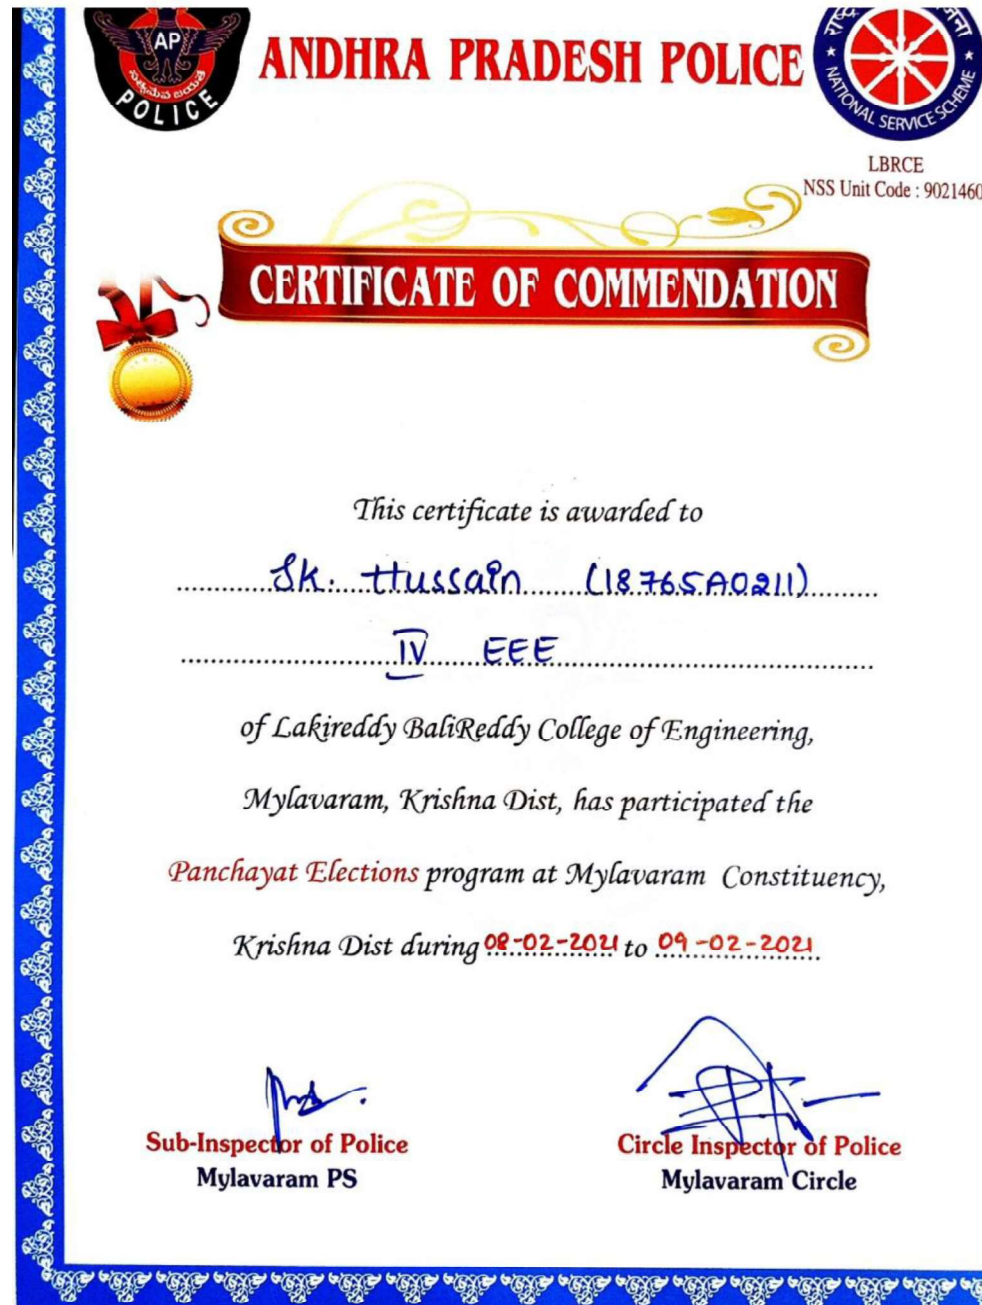 AP
సత్యమేవ జయతే
POLICE
ANDHRA PRADESH POLICE
NATIONAL SERVICE SCHEME
LBRCE
NSS Unit Code : 9021460
CERTIFICATE OF COMMENDATION
This certificate is awarded to
SK. Hussain (18765A0211)
IV EEE
of Lakireddy BaliReddy College of Engineering,
Mylavaram, Krishna Dist, has participated the
Panchayat Elections program at Mylavaram Constituency,
Krishna Dist during 08-02-2021 to 09-02-2021
Sub-Inspector of Police
Mylavaram PS
Circle Inspector of Police
Mylavaram Circle